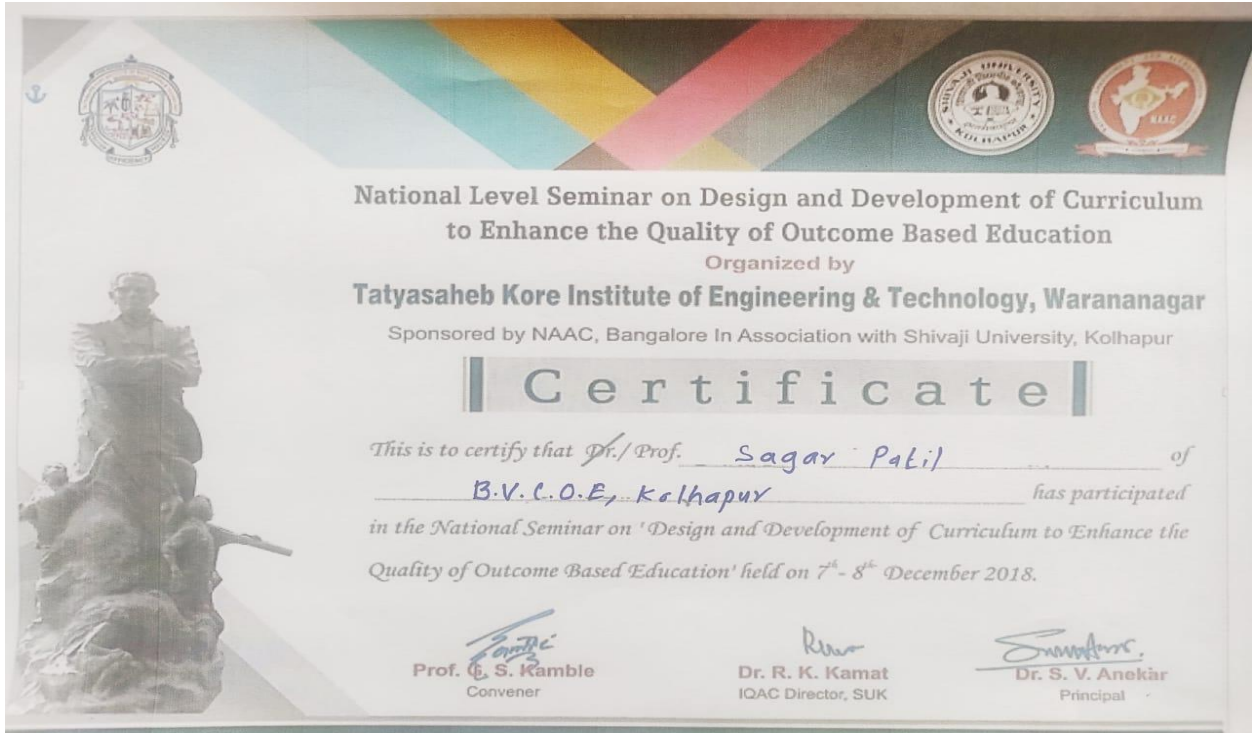 SHIVAJI UNIVERSITY
KOLHAPUR
NAAC
National Level Seminar on Design and Development of Curriculum
to Enhance the Quality of Outcome Based Education
Organized by
Tatyasaheb Kore Institute of Engineering & Technology, Warananagar
Sponsored by NAAC, Bangalore In Association with Shivaji University, Kolhapur
Certificate
This is to certify that Dr./ Prof. Sagar Patil of
B.V.C.O.E, Kolhapur has participated
in the National Seminar on 'Design and Development of Curriculum to Enhance the
Quality of Outcome Based Education' held on 7th - 8th December 2018.
Prof. G. S. Kamble
Convener
Dr. R. K. Kamat
IQAC Director, SUK
Dr. S. V. Anekar
Principal